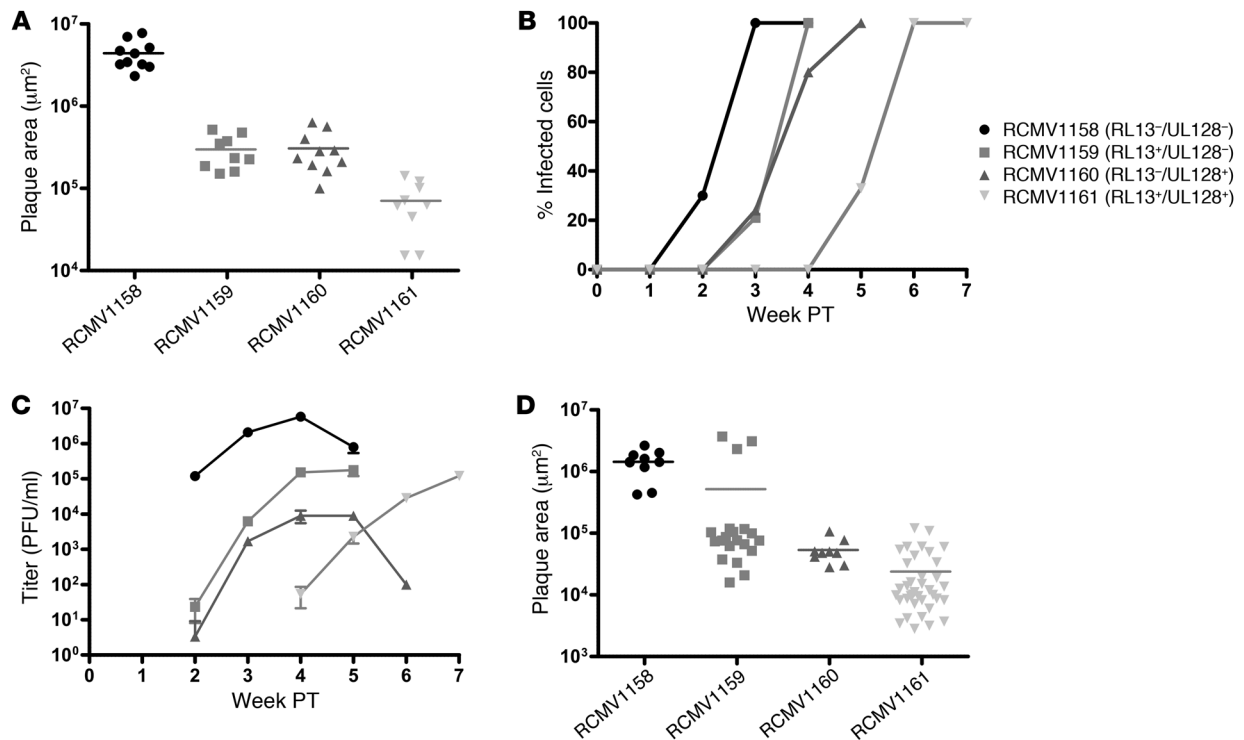 A
Plaque area (μm²)
10⁷
10⁶
10⁵
10⁴
RCMV1158
RCMV1159
RCMV1160
RCMV1161
B
% Infected cells
100
80
60
40
20
0
0 1 2 3 4 5 6 7
Week PT
RCMV1158 (RL13⁻/UL128⁻)
RCMV1159 (RL13⁺/UL128⁻)
RCMV1160 (RL13⁻/UL128⁺)
RCMV1161 (RL13⁺/UL128⁺)
C
Titer (PFU/ml)
10⁷
10⁶
10⁵
10⁴
10³
10²
10¹
10⁰
0 1 2 3 4 5 6 7
Week PT
D
Plaque area (μm²)
10⁷
10⁶
10⁵
10⁴
10³
RCMV1158
RCMV1159
RCMV1160
RCMV1161